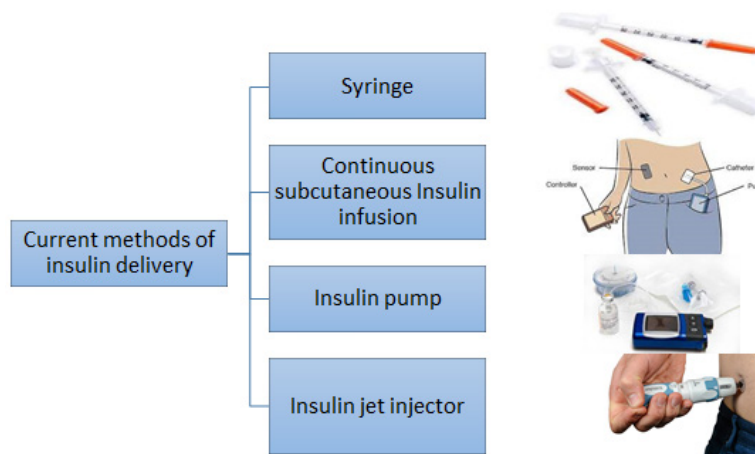 Syringe
Continuous
subcutaneous Insulin
infusion
Current methods of
insulin delivery
Insulin pump
Insulin jet injector
Sensor
Catheter
Controller